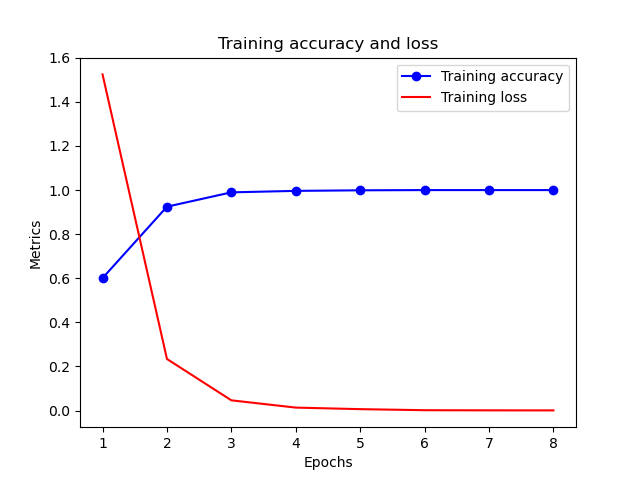 Training accuracy and loss
Training accuracy
Training loss
Metrics
1.6
1.4
1.2
1.0
0.8
0.6
0.4
0.2
0.0
1 2 3 4 5 6 7 8
Epochs